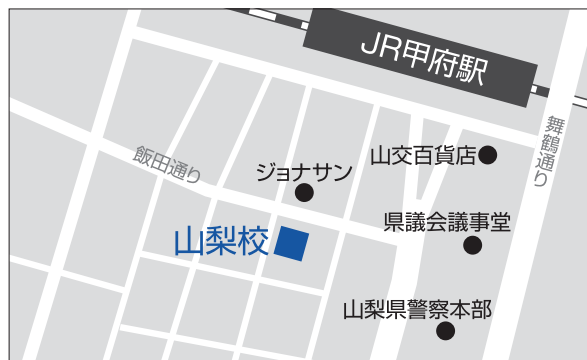 JR甲府駅
舞鶴通り
山交百貨店
飯田通り
ジョナサン
県議会議事堂
山梨校
山梨県警察本部